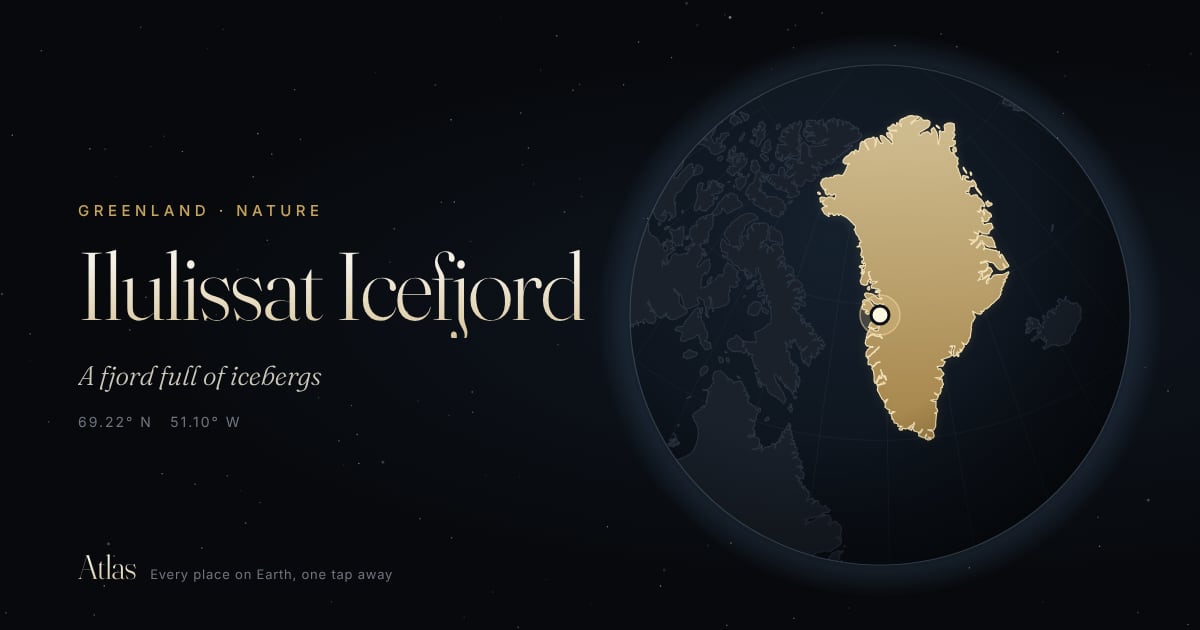 GREENLAND · NATURE
Ilulissat Icefjord
A fjord full of icebergs
69.22° N 51.10° W
Atlas Every place on Earth, one tap away